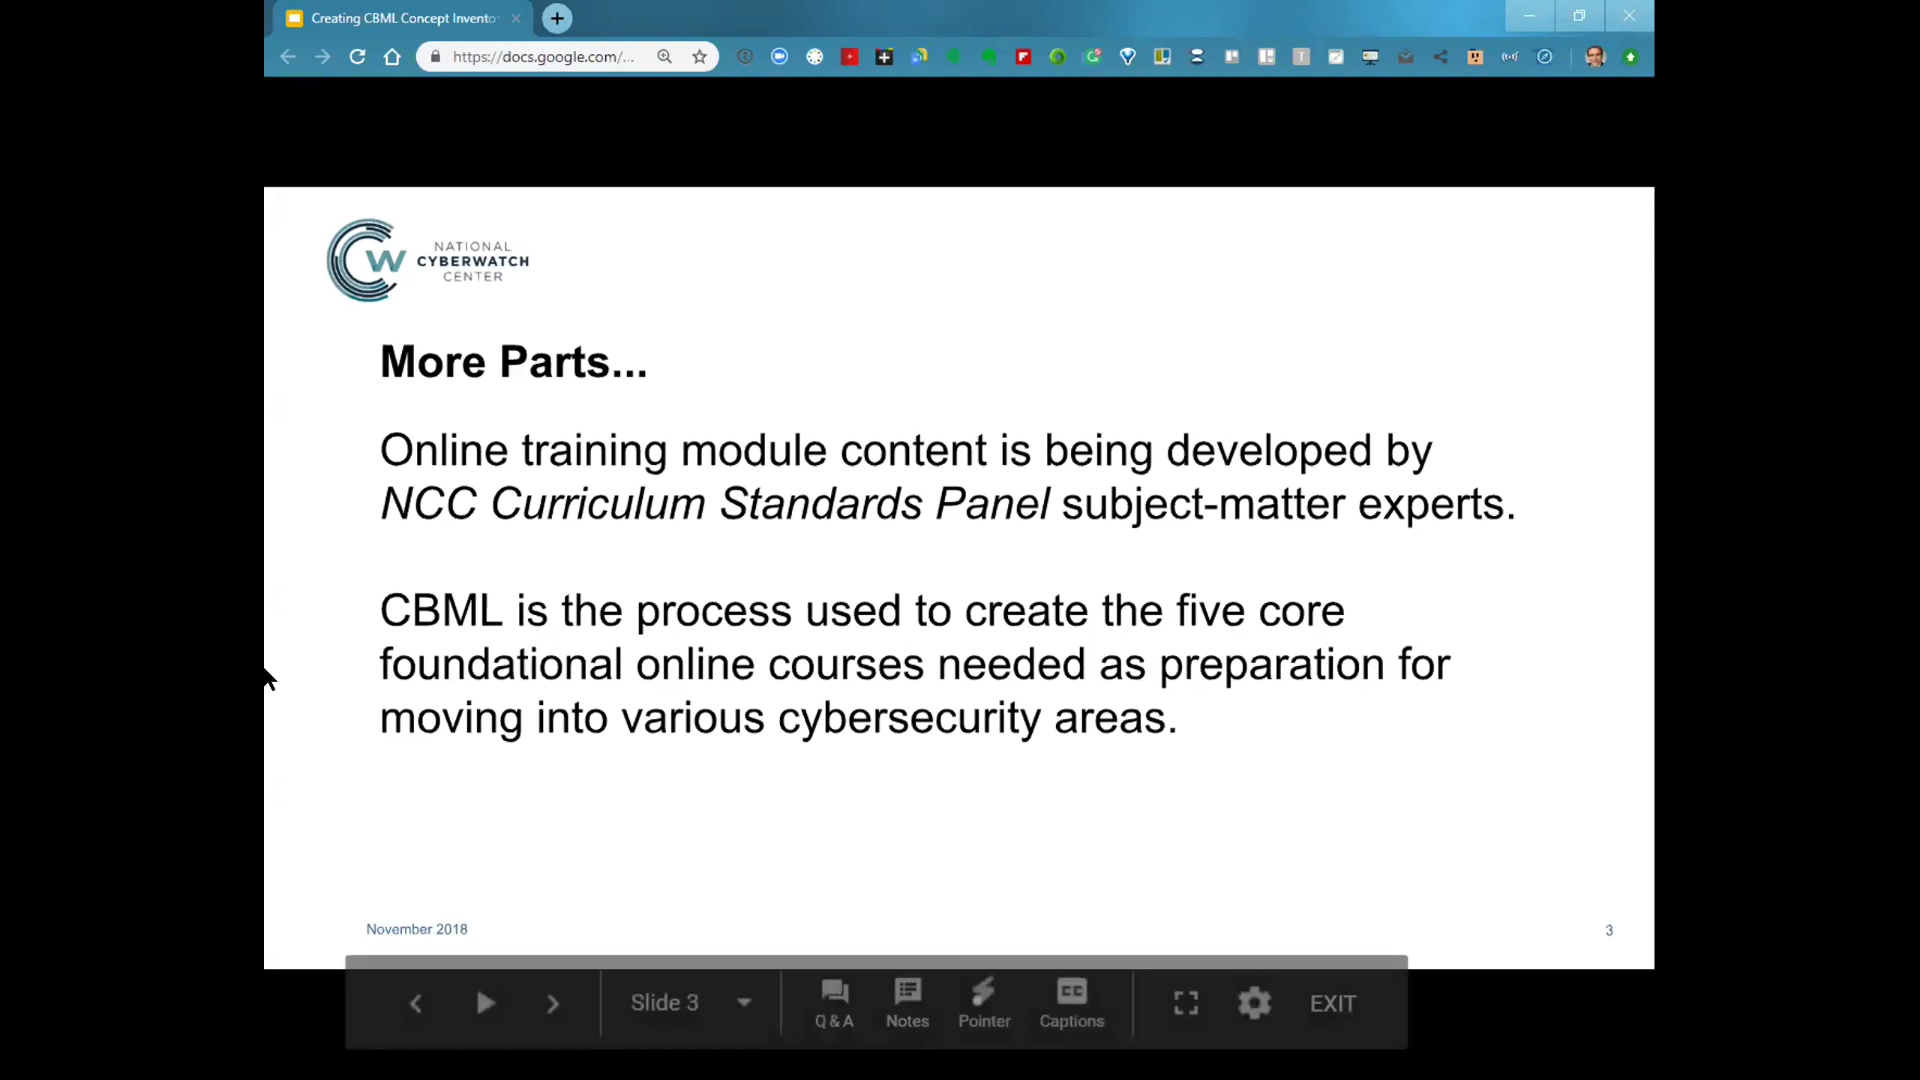 Creating CBML Concept Invento
https://docs.google.com/...
NATIONAL
CYBERWATCH
CENTER
More Parts...
Online training module content is being developed by
NCC Curriculum Standards Panel subject-matter experts.
CBML is the process used to create the five core
foundational online courses needed as preparation for
moving into various cybersecurity areas.
November 2018
3
Slide 3
Q & A
Notes
Pointer
Captions
EXIT